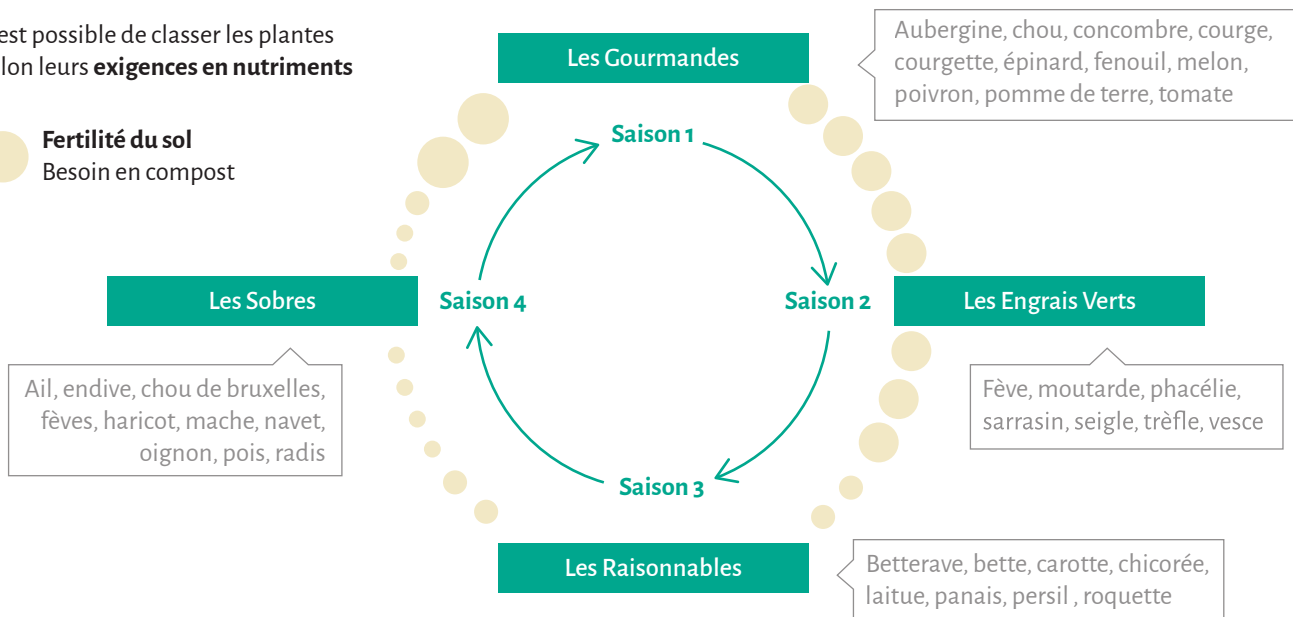 est possible de classer les plantes
lon leurs exigences en nutriments
Fertilité du sol
Besoin en compost
Les Gourmandes
Aubergine, chou, concombre, courge,
courgette, épinard, fenouil, melon,
poivron, pomme de terre, tomate
Saison 1
Les Sobres
Saison 4
Saison 2
Les Engrais Verts
Ail, endive, chou de bruxelles,
fèves, haricot, mache, navet,
oignon, pois, radis
Fève, moutarde, phacélie,
sarrasin, seigle, trèfle, vesce
Saison 3
Les Raisonnables
Betterave, bette, carotte, chicorée,
laitue, panais, persil , roquette